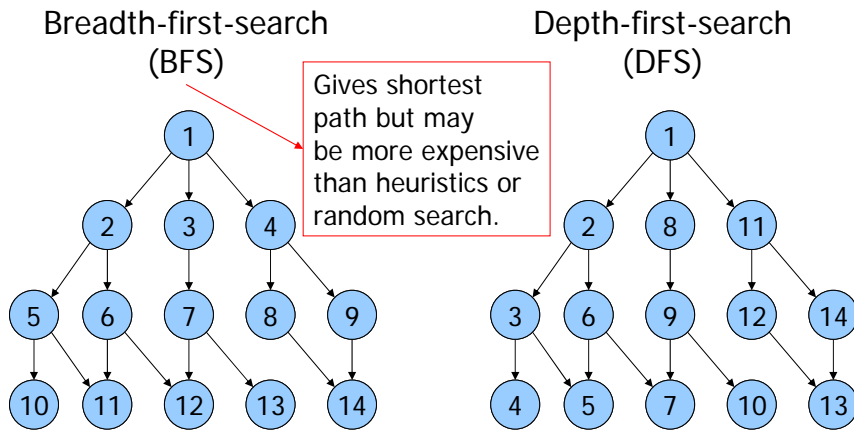 Breadth-first-search
(BFS)
Depth-first-search
(DFS)
Gives shortest
path but may
be more expensive
than heuristics or
random search.
1
2 3 4
5 6 7 8 9
10 11 12 13 14
1
2 8 11
3 6 9 12 14
4 5 7 10 13